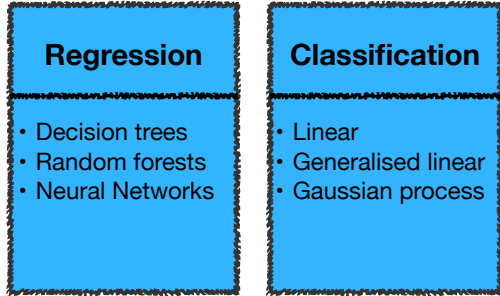 Regression
• Decision trees
• Random forests
• Neural Networks
Classification
• Linear
• Generalised linear
• Gaussian process